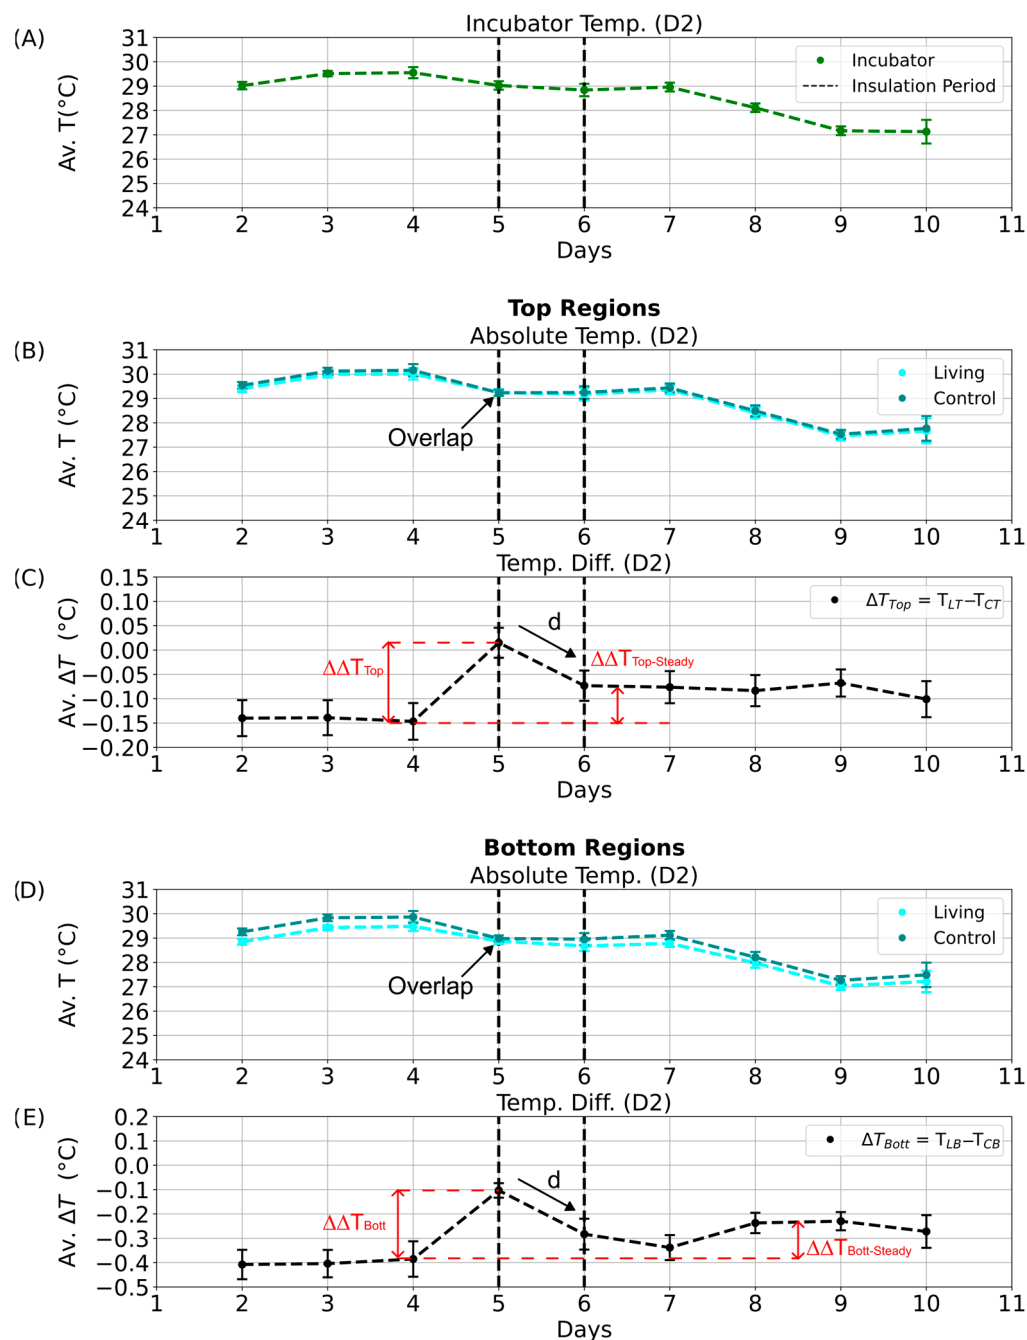 (A)
Incubator Temp. (D2)
Av. T(°C)
31
30
29
28
27
26
25
24
Incubator
Insulation Period
1 2 3 4 5 6 7 8 9 10 11
Days
Top Regions
Absolute Temp. (D2)
(B)
Av. T (°C)
31
30
29
28
27
26
25
24
Living
Control
Overlap
1 2 3 4 5 6 7 8 9 10 11
Temp. Diff. (D2)
(C)
Av. ΔT (°C)
0.15
0.10
0.05
0.00
−0.05
−0.10
−0.15
−0.20
ΔT_Top = T_LT−T_CT
d
ΔΔT_Top
ΔΔT_Top-Steady
1 2 3 4 5 6 7 8 9 10 11
Days
Bottom Regions
Absolute Temp. (D2)
(D)
Av. T (°C)
31
30
29
28
27
26
25
24
Living
Control
Overlap
1 2 3 4 5 6 7 8 9 10 11
Temp. Diff. (D2)
(E)
Av. ΔT (°C)
0.2
0.1
0.0
−0.1
−0.2
−0.3
−0.4
−0.5
ΔT_Bott = T_LB−T_CB
d
ΔΔT_Bott
ΔΔT_Bott-Steady
1 2 3 4 5 6 7 8 9 10 11
Days